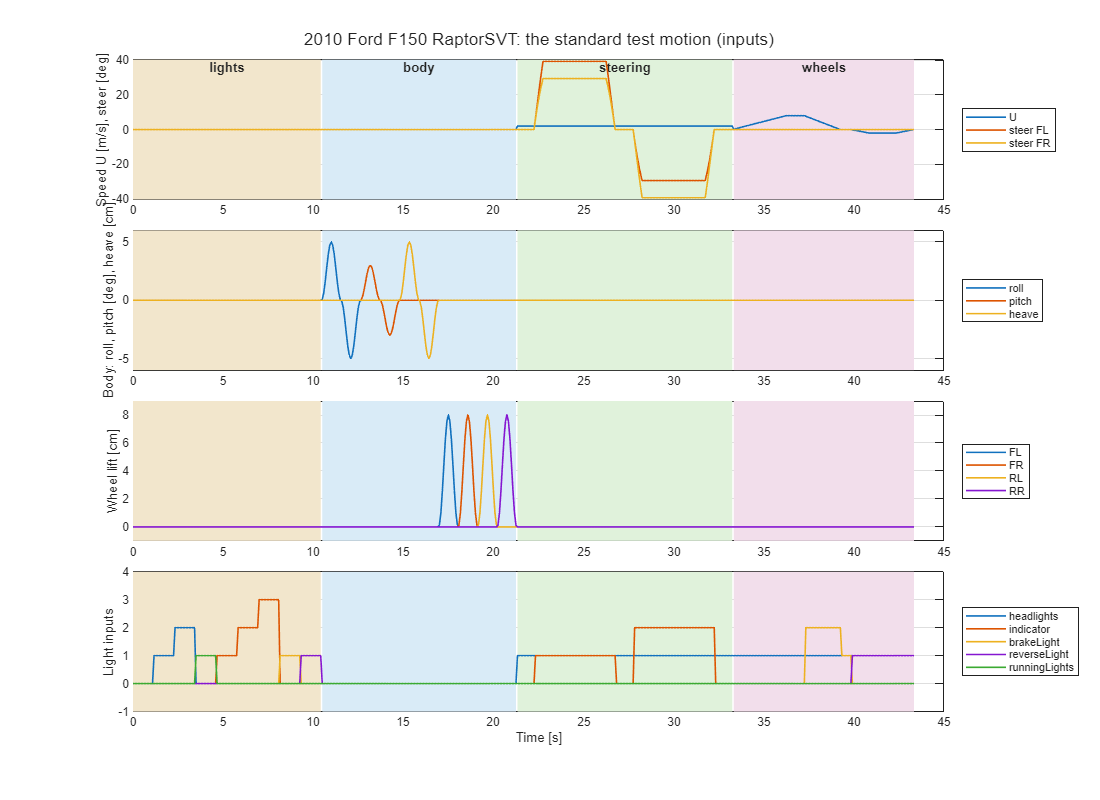 2010 Ford F150 RaptorSVT: the standard test motion (inputs)
Speed U [m/s], steer [deg]
40
20
0
-20
-40
lights
body
steering
wheels
0 5 10 15 20 25 30 35 40 45
U
steer FL
steer FR
Body: roll, pitch [deg], heave [cm]
5
0
-5
0 5 10 15 20 25 30 35 40 45
roll
pitch
heave
Wheel lift [cm]
8
6
4
2
0
0 5 10 15 20 25 30 35 40 45
FL
FR
RL
RR
Light inputs
4
3
2
1
0
-1
0 5 10 15 20 25 30 35 40 45
Time [s]
headlights
indicator
brakeLight
reverseLight
runningLights